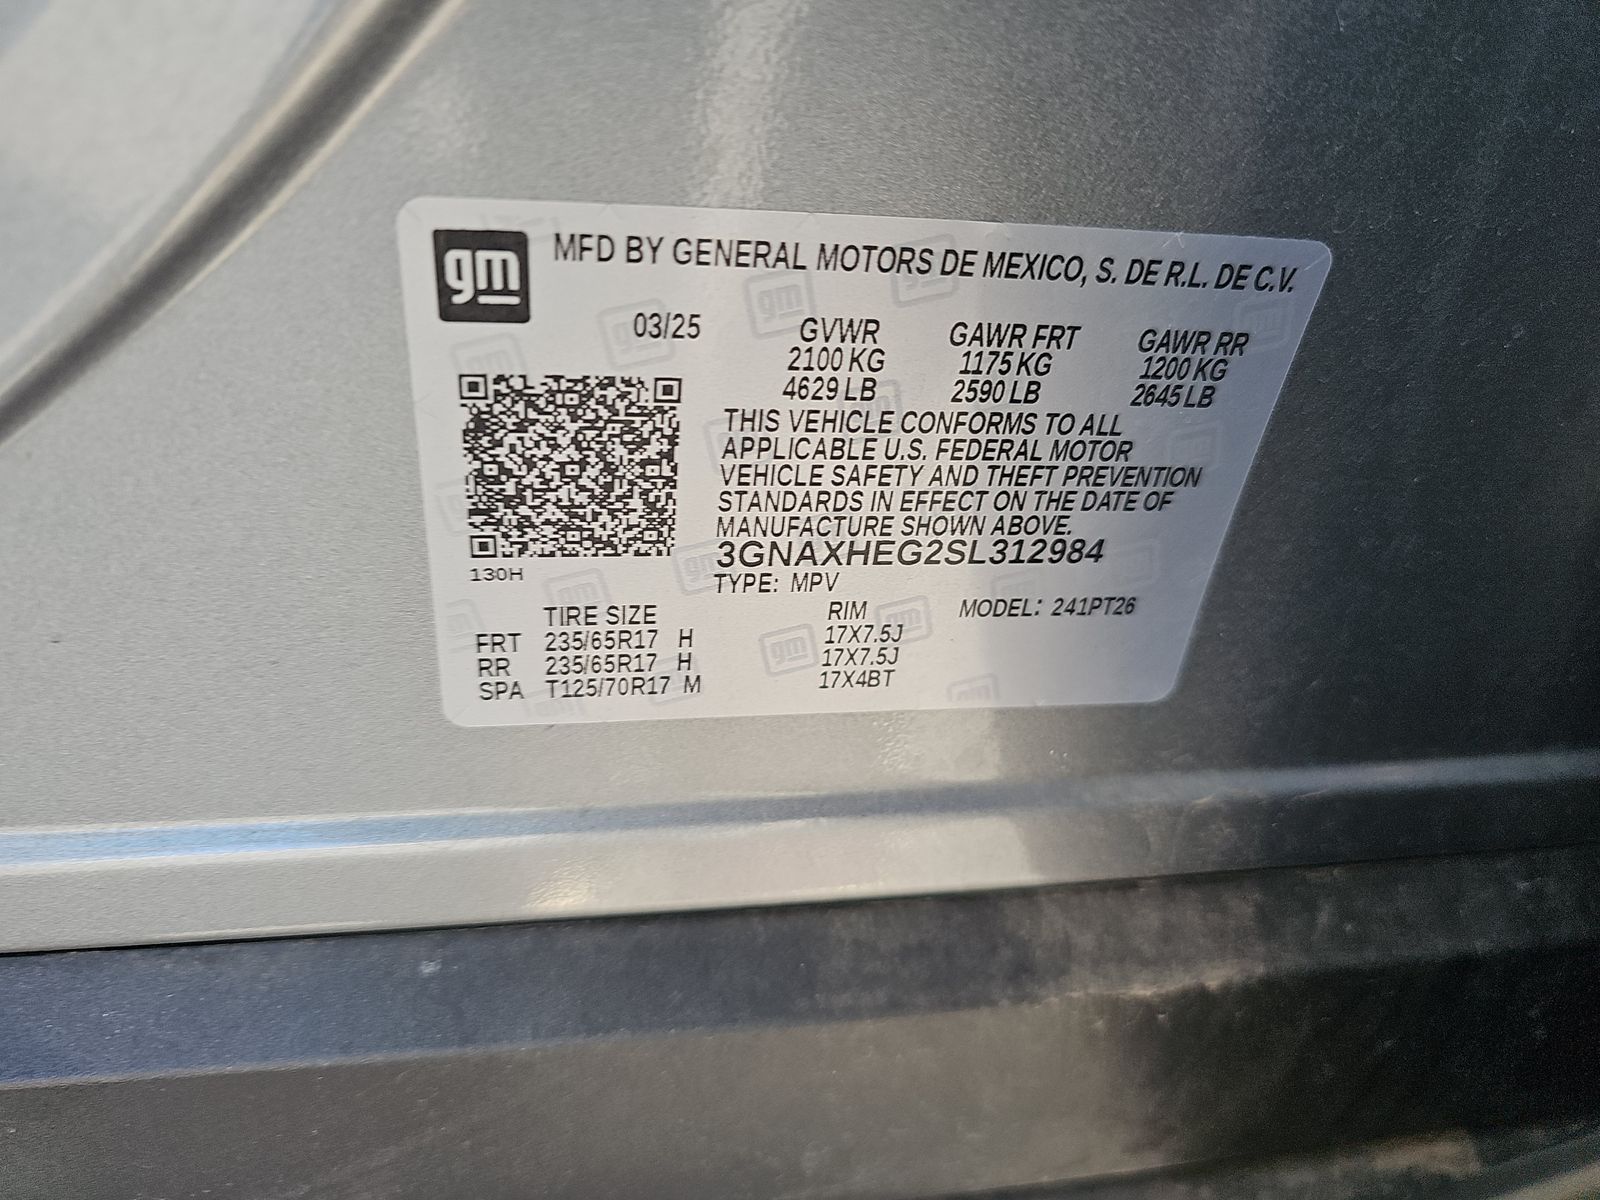 gm
MFD BY GENERAL MOTORS DE MEXICO, S. DE R.L. DE C.V.
03/25
GVWR GAWR FRT GAWR RR
2100 KG 1175 KG 1200 KG
4629 LB 2590 LB 2645 LB
THIS VEHICLE CONFORMS TO ALL
APPLICABLE U.S. FEDERAL MOTOR
VEHICLE SAFETY AND THEFT PREVENTION
STANDARDS IN EFFECT ON THE DATE OF
MANUFACTURE SHOWN ABOVE.
3GNAXHEG2SL312984
130H
TYPE: MPV
TIRE SIZE RIM MODEL: 241PT26
FRT 235/65R17 H 17X7.5J
RR 235/65R17 H 17X7.5J
SPA T125/70R17 M 17X4BT